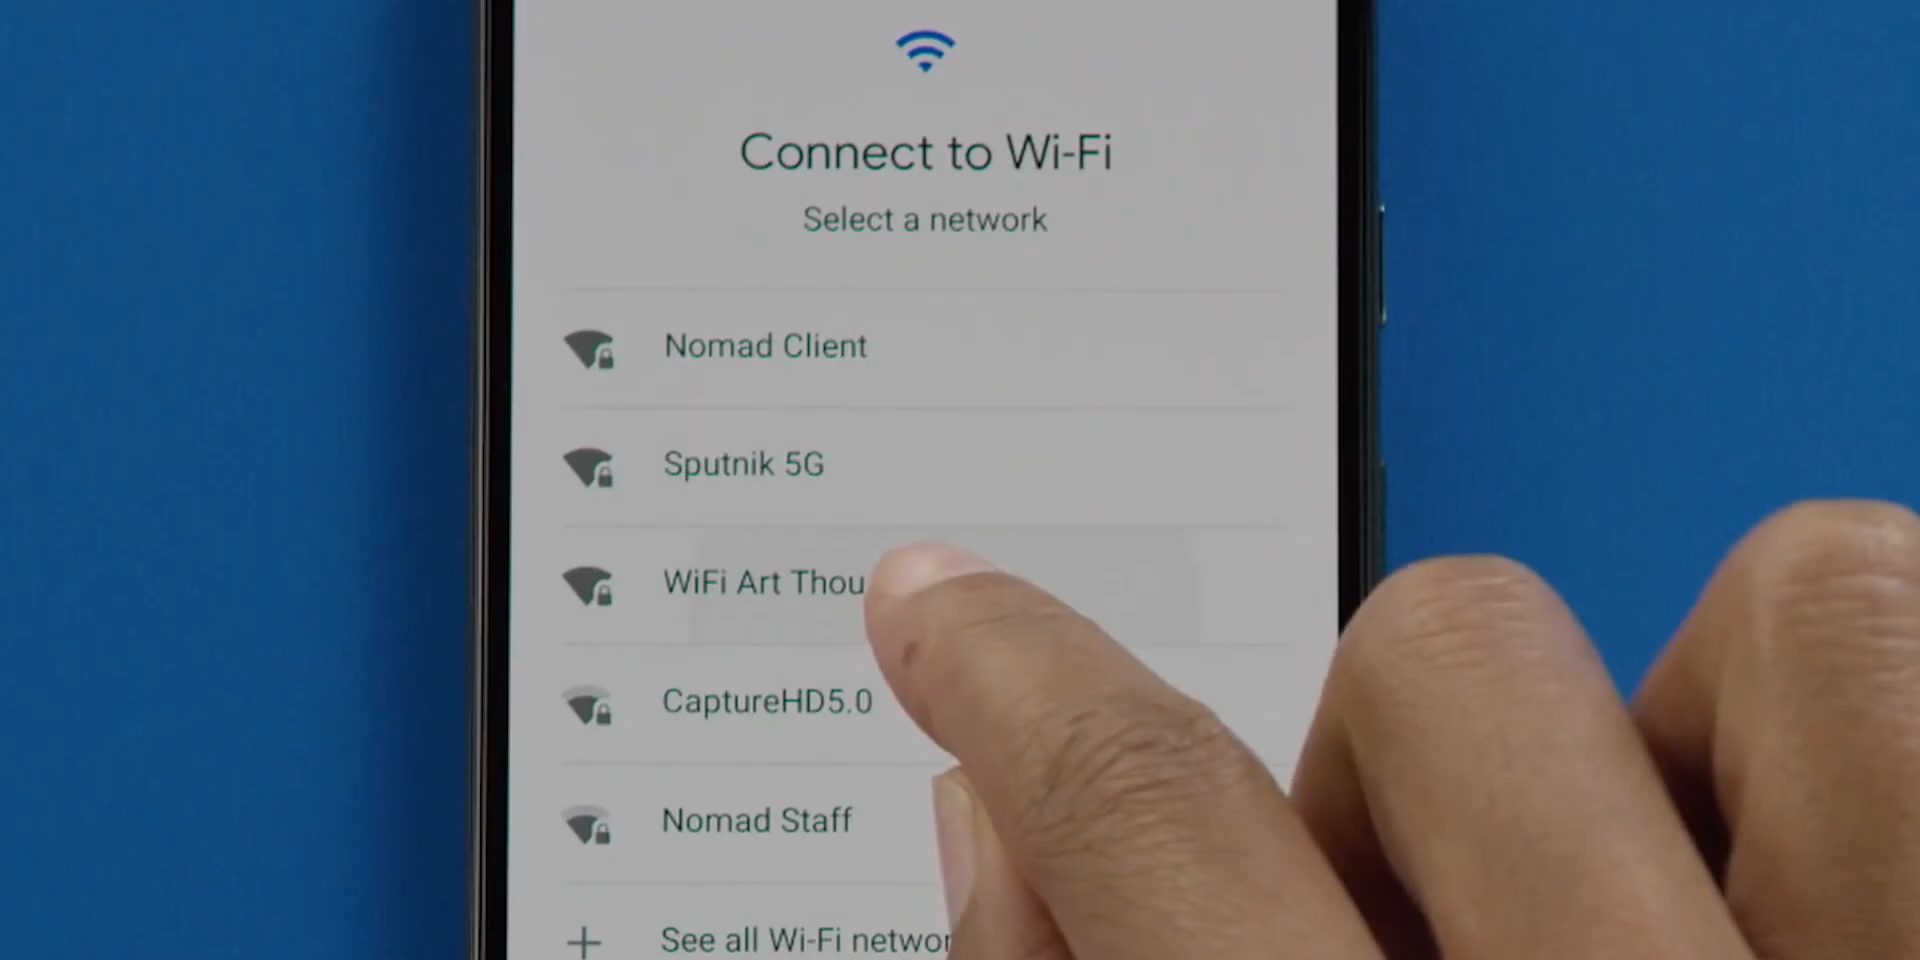 Connect to Wi-Fi
Select a network
Nomad Client
Sputnik 5G
WiFi Art Thou
CaptureHD5.0
Nomad Staff
See all Wi-Fi